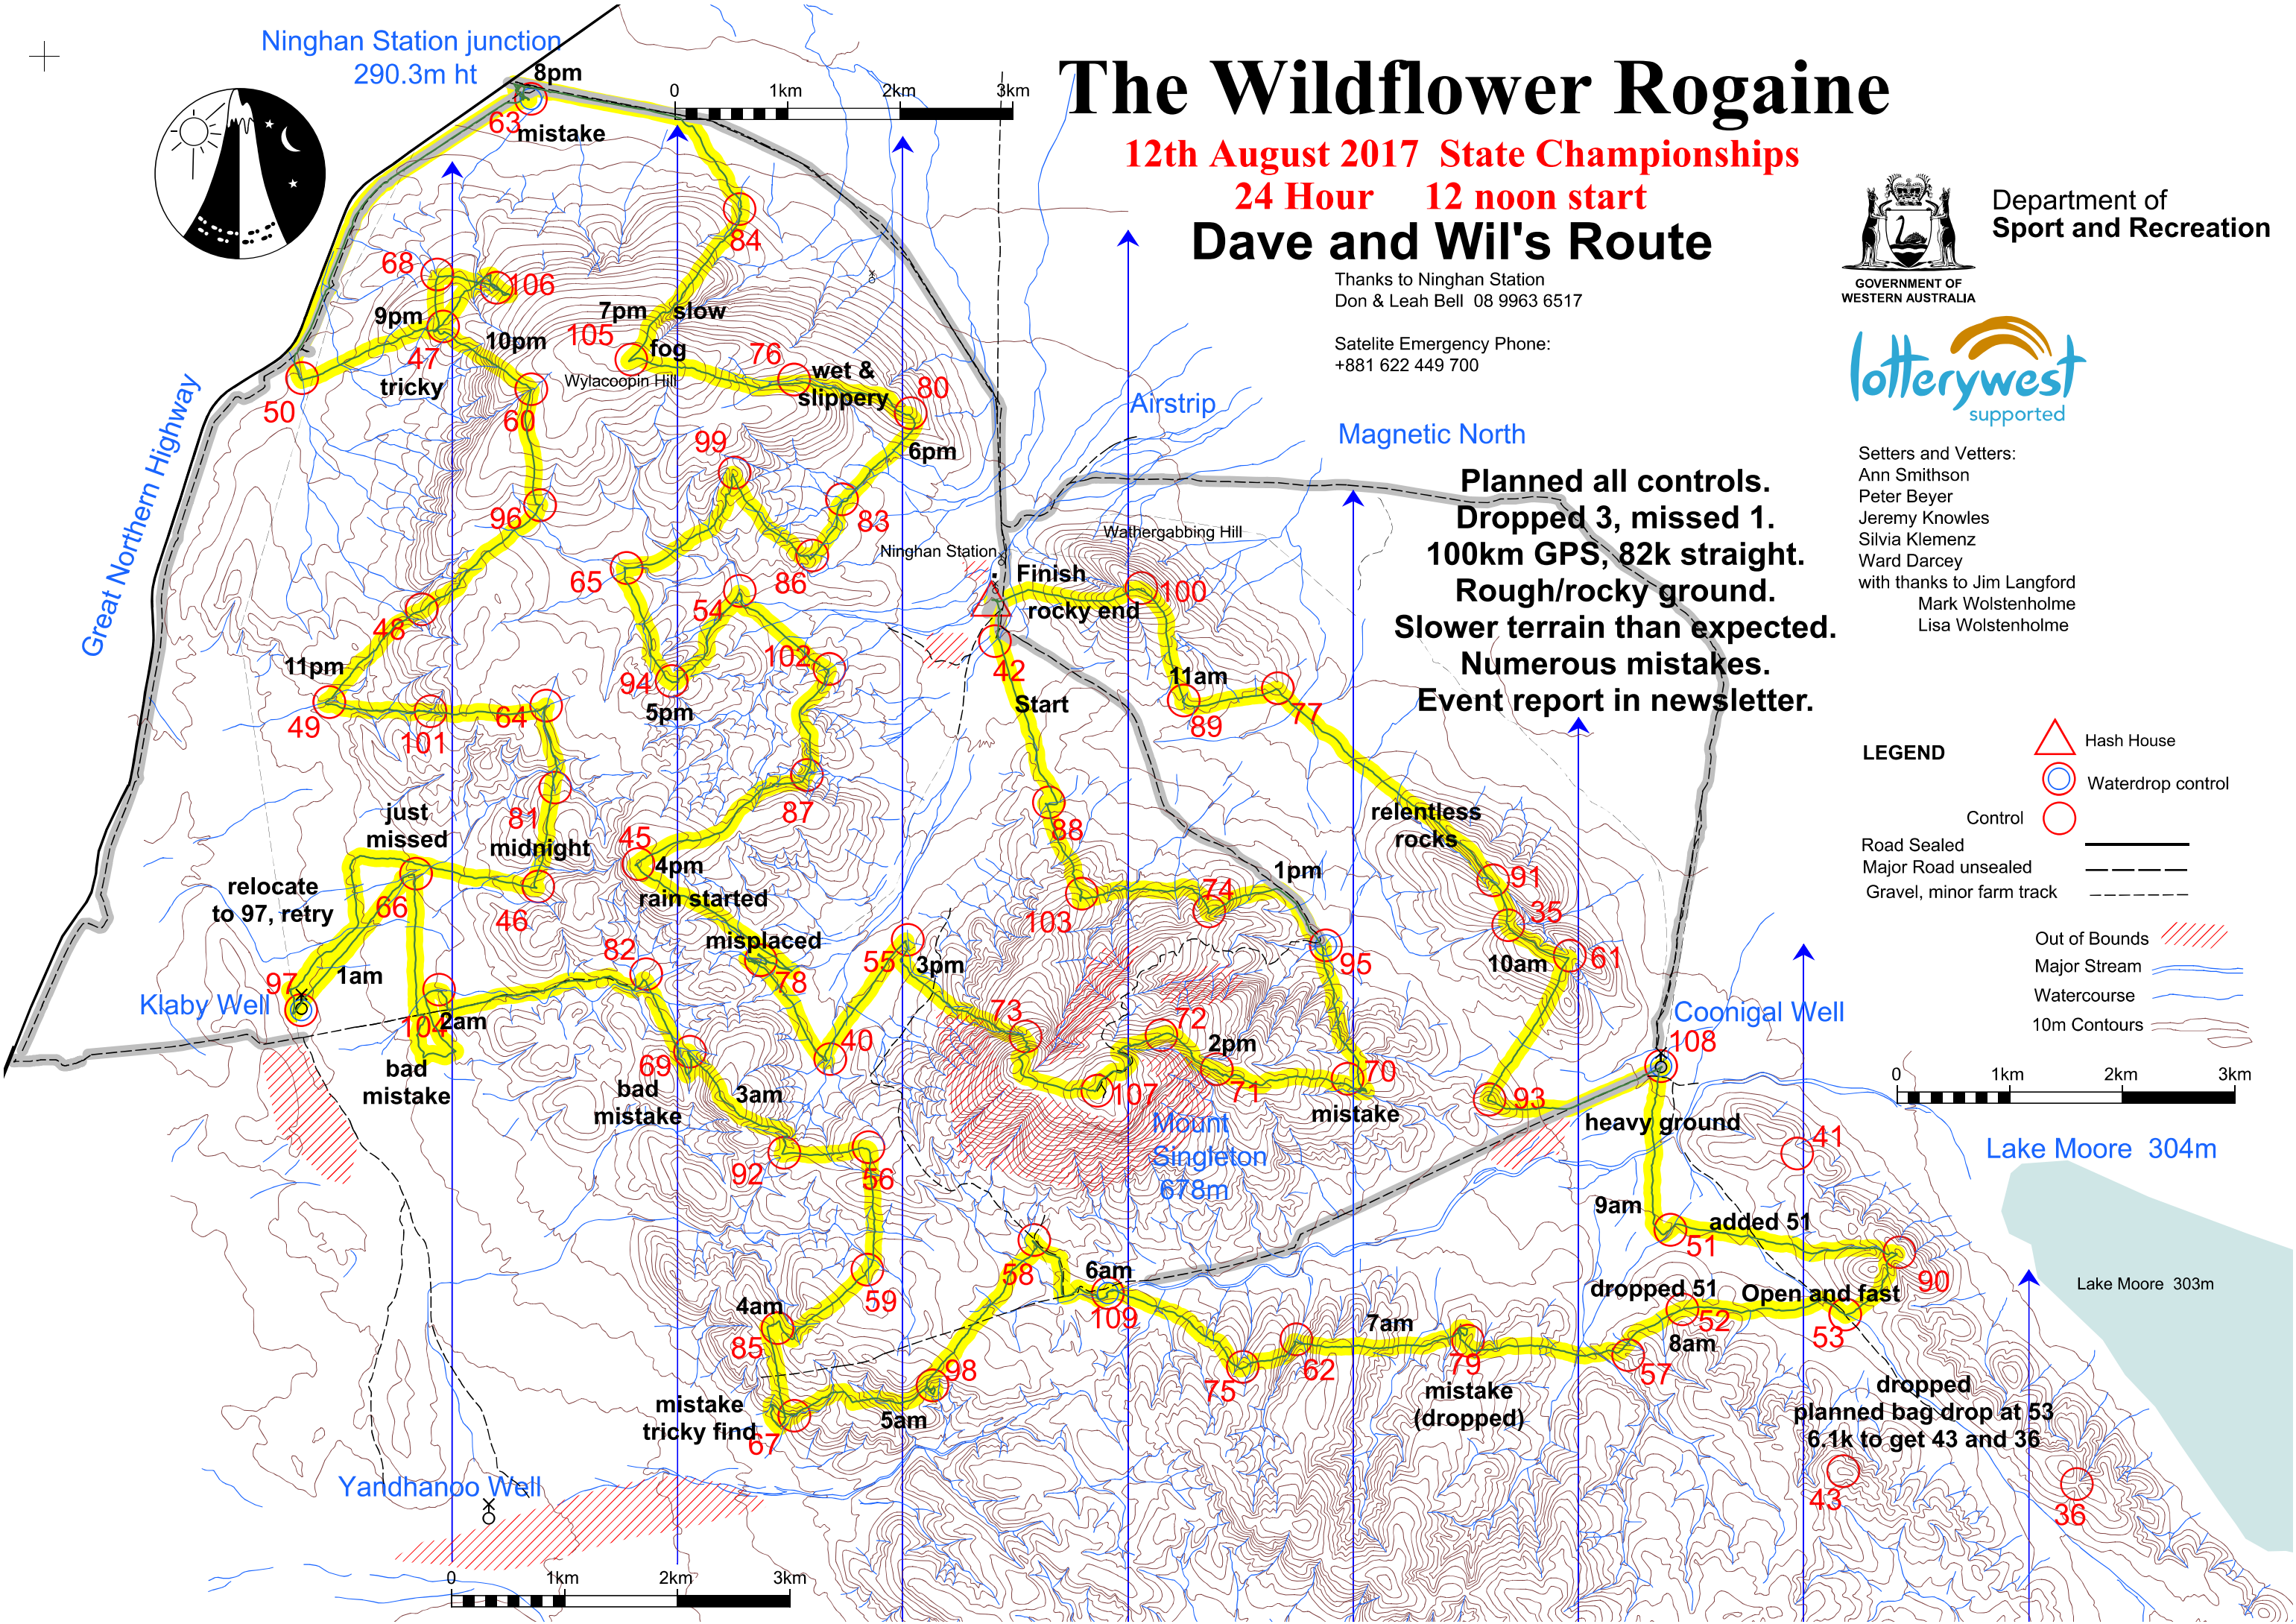 The Wildflower Rogaine
12th August 2017  State Championships
24 Hour      12 noon start
Dave and Wil's Route
Thanks to Ninghan Station
Don & Leah Bell  08 9963 6517
Satelite Emergency Phone:
+881 622 449 700
Department of
Sport and Recreation
GOVERNMENT OF
WESTERN AUSTRALIA
lotterywest
supported
Setters and Vetters:
Ann Smithson
Peter Beyer
Jeremy Knowles
Silvia Klemenz
Ward Darcey
with thanks to Jim Langford
Mark Wolstenholme
Lisa Wolstenholme
Planned all controls.
Dropped 3, missed 1.
100km GPS, 82k straight.
Rough/rocky ground.
Slower terrain than expected.
Numerous mistakes.
Event report in newsletter.
LEGEND
Hash House
Waterdrop control
Control
Road Sealed
Major Road unsealed
Gravel, minor farm track
Out of Bounds
Major Stream
Watercourse
10m Contours
0 1km 2km 3km
Ninghan Station junction
290.3m ht
8pm
63
mistake
0 1km 2km 3km
84
68
106
9pm
7pm
slow
105
fog
10pm
47
tricky
76
wet &
slippery
80
Wylacoopin Hill
50
60
6pm
99
Great Northern Highway
Airstrip
Magnetic North
96
83
Ninghan Station
Wathergabbing Hill
65
86
Finish
100
rocky end
54
48
11pm
102
42
94
5pm
Start
11am
49
101
64
89
77
81
87
just
missed
midnight
45
4pm
88
relentless
rocks
relocate
to 97, retry
66
46
rain started
1pm
74
91
103
35
82
misplaced
78
55
3pm
95
10am
61
97
1am
Klaby Well
104
2am
73
72
2pm
Coonigal Well
108
40
69
bad
mistake
bad
mistake
3am
107
71
70
mistake
93
heavy ground
41
Mount
Singleton
678m
Lake Moore  304m
92
56
9am
added 51
51
58
6am
109
59
dropped 51
Open and fast
90
Lake Moore  303m
4am
85
7am
52
53
8am
98
75
62
79
57
mistake
tricky find
67
5am
mistake
(dropped)
dropped
planned bag drop at 53
6.1k to get 43 and 36
43
36
Yandhanoo Well
0 1km 2km 3km